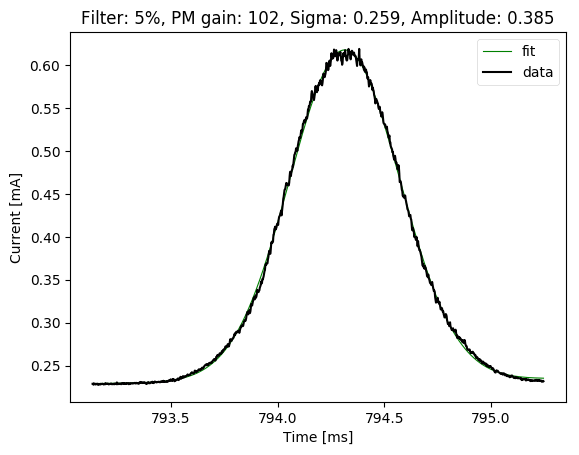 Filter: 5%, PM gain: 102, Sigma: 0.259, Amplitude: 0.385
fit
data
0.60
0.55
0.50
0.45
0.40
0.35
0.30
0.25
Current [mA]
793.5 794.0 794.5 795.0
Time [ms]